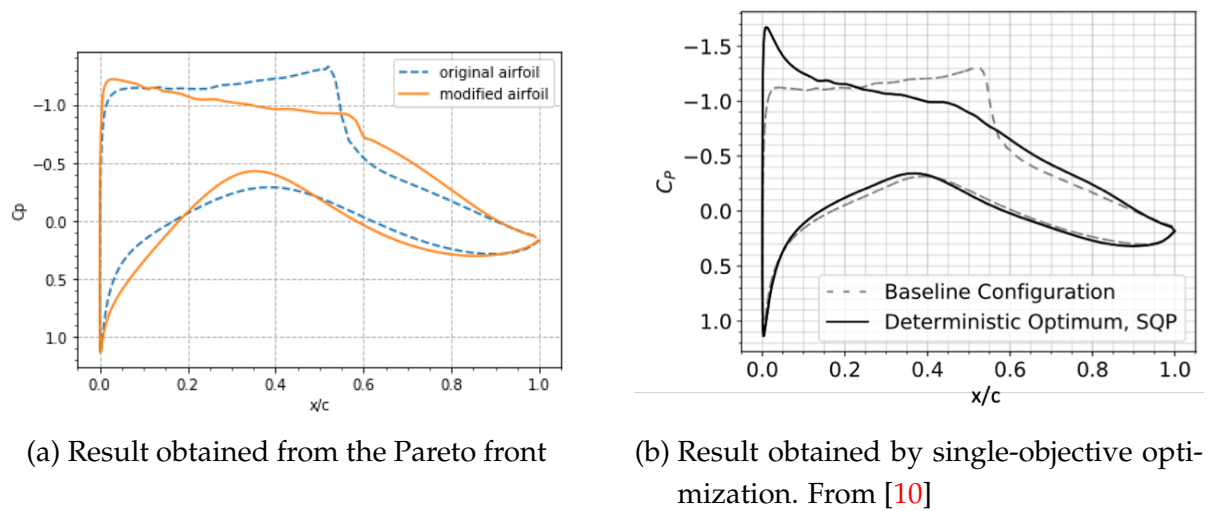 original airfoil
modified airfoil
-1.0
-0.5
0.0
0.5
1.0
Cp
0.0 0.2 0.4 0.6 0.8 1.0
x/c
(a) Result obtained from the Pareto front
−1.5
−1.0
−0.5
0.0
0.5
1.0
C_P
Baseline Configuration
Deterministic Optimum, SQP
0.0 0.2 0.4 0.6 0.8 1.0
x/c
(b) Result obtained by single-objective opti-
mization. From [10]